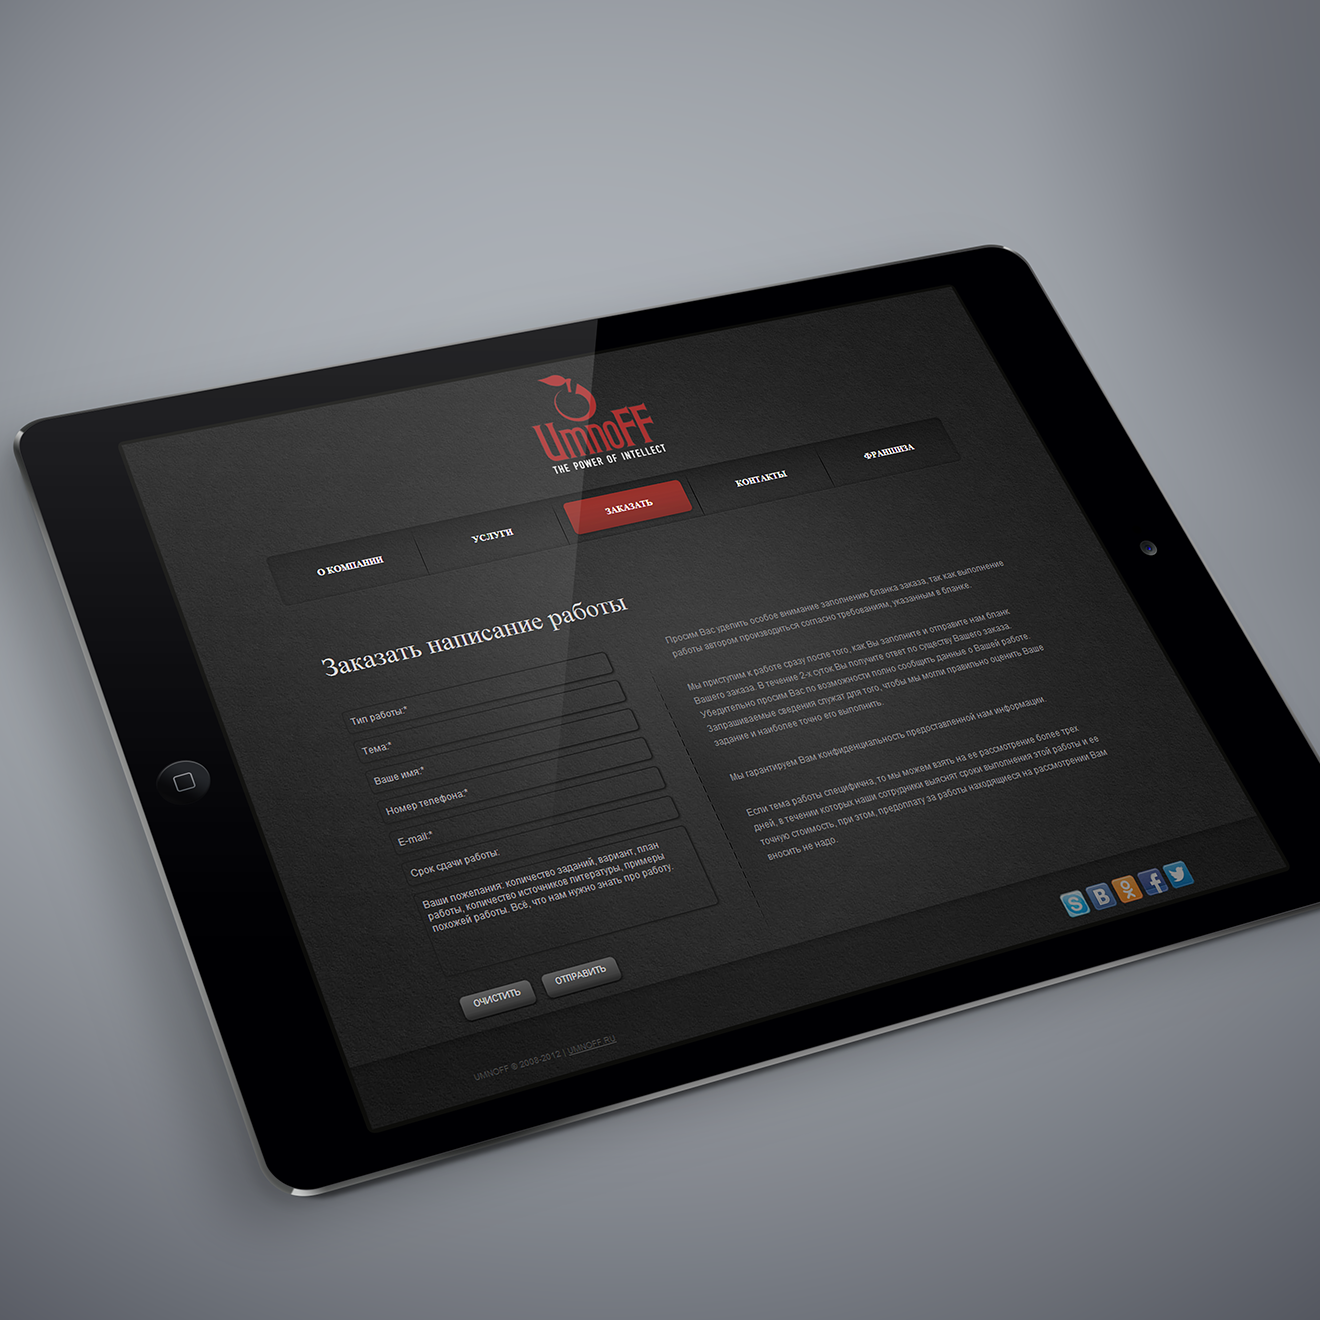 UmnoFF
THE POWER OF INTELLECT
О КОМПАНИИ
УСЛУГИ
ЗАКАЗАТЬ
КОНТАКТЫ
ФРАНШИЗА
Заказать написание работы
Тип работы:*
Тема:*
Ваше имя:*
Номер телефона:*
E-mail:*
Срок сдачи работы:
Ваши пожелания: количество заданий, вариант, план
работы, количество источников литературы, примеры
похожей работы. Всё, что нам нужно знать про работу.
ОЧИСТИТЬ
ОТПРАВИТЬ
Просим Вас уделить особое внимание заполнению бланка заказа, так как выполнение
работы автором производиться согласно требованиям, указанным в бланке.
Мы приступим к работе сразу после того, как Вы заполните и отправите нам бланк
Вашего заказа. В течение 2-х суток Вы получите ответ по существу Вашего заказа.
Убедительно просим Вас по возможности полно сообщить данные о Вашей работе.
Запрашиваемые сведения служат для того, чтобы мы могли правильно оценить Ваше
задание и наиболее точно его выполнить.
Мы гарантируем Вам конфиденциальность предоставленной нам информации.
Если тема работы специфична, то мы можем взять на ее рассмотрение более трех
дней, в течении которых наши сотрудники выяснят сроки выполнения этой работы и ее
точную стоимость, при этом, предоплату за работы находящиеся на рассмотрении Вам
вносить не надо.
UMNOFF © 2008-2012 | UMNOFF.RU